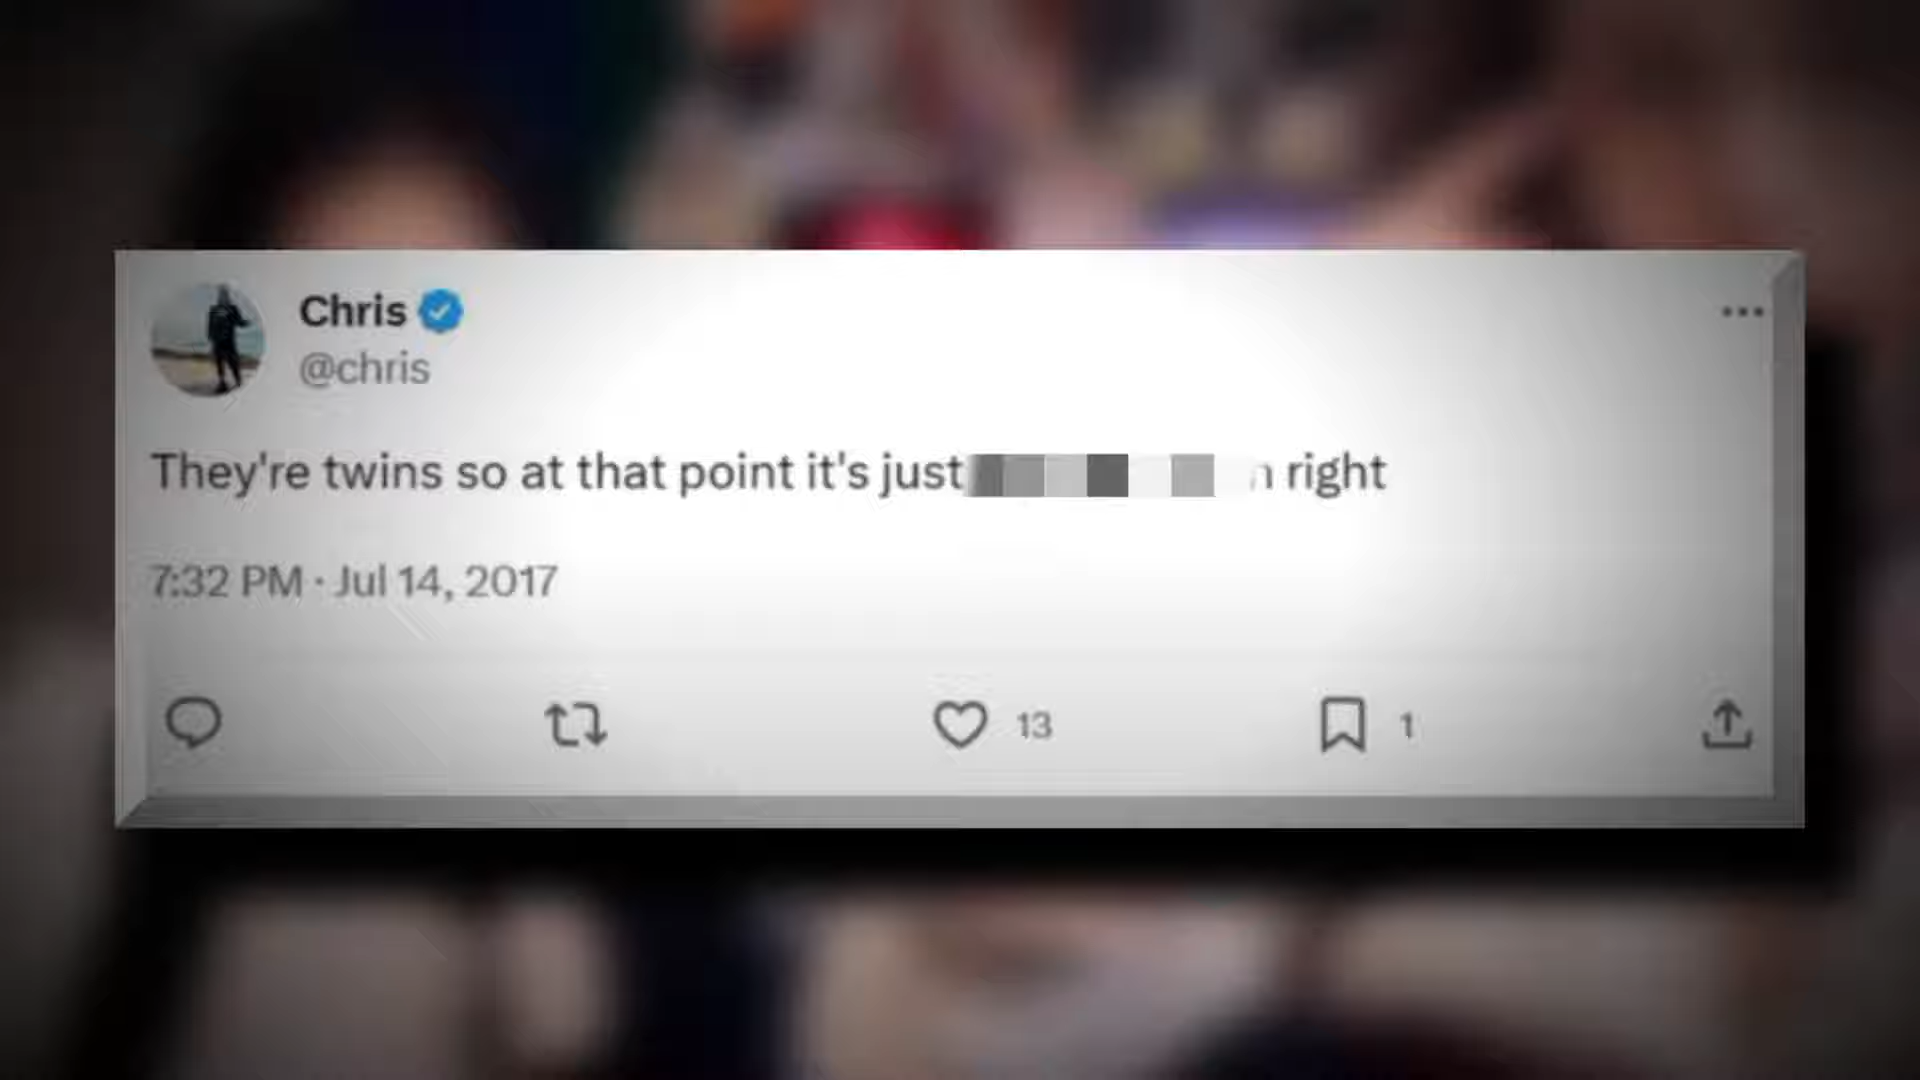 Chris
@chris
They're twins so at that point it's just right
7:32 PM · Jul 14, 2017
13
1